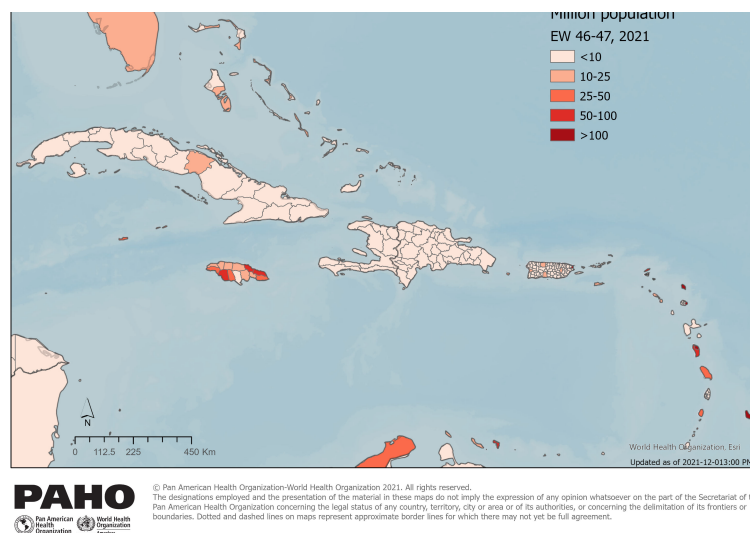 Million population
EW 46-47, 2021
<10
10-25
25-50
50-100
>100
N
0 112.5 225 450 Km
World Health Organization. Esri
Updated as of 2021-12-013:00 PM
PAHO
Pan American
Health
Organization
World Health
Organization
Americas
© Pan American Health Organization-World Health Organization 2021. All rights reserved.
The designations employed and the presentation of the material in these maps do not imply the expression of any opinion whatsoever on the part of the Secretariat of
Pan American Health Organization concerning the legal status of any country, territory, city or area or of its authorities, or concerning the delimitation of its frontiers or
boundaries. Dotted and dashed lines on maps represent approximate border lines for which there may not yet be full agreement.